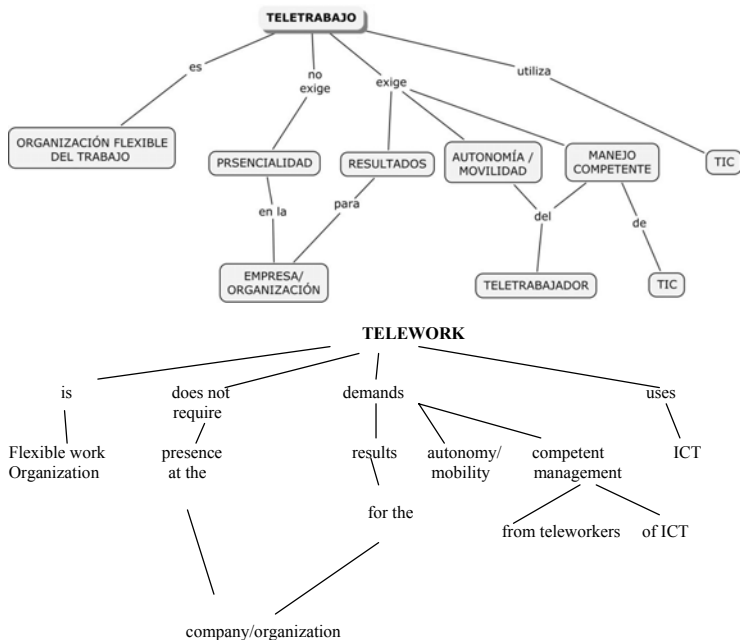 TELETRABAJO
es
no
exige
exige
utiliza
ORGANIZACIÓN FLEXIBLE
DEL TRABAJO
PRSENCIALIDAD
RESULTADOS
AUTONOMÍA /
MOVILIDAD
MANEJO
COMPETENTE
TIC
en la
para
del
de
EMPRESA/
ORGANIZACIÓN
TELETRABAJADOR
TIC
TELEWORK
is
does not
require
demands
uses
Flexible work
Organization
presence
at the
results
autonomy/
mobility
competent
management
ICT
for the
from teleworkers
of ICT
company/organization